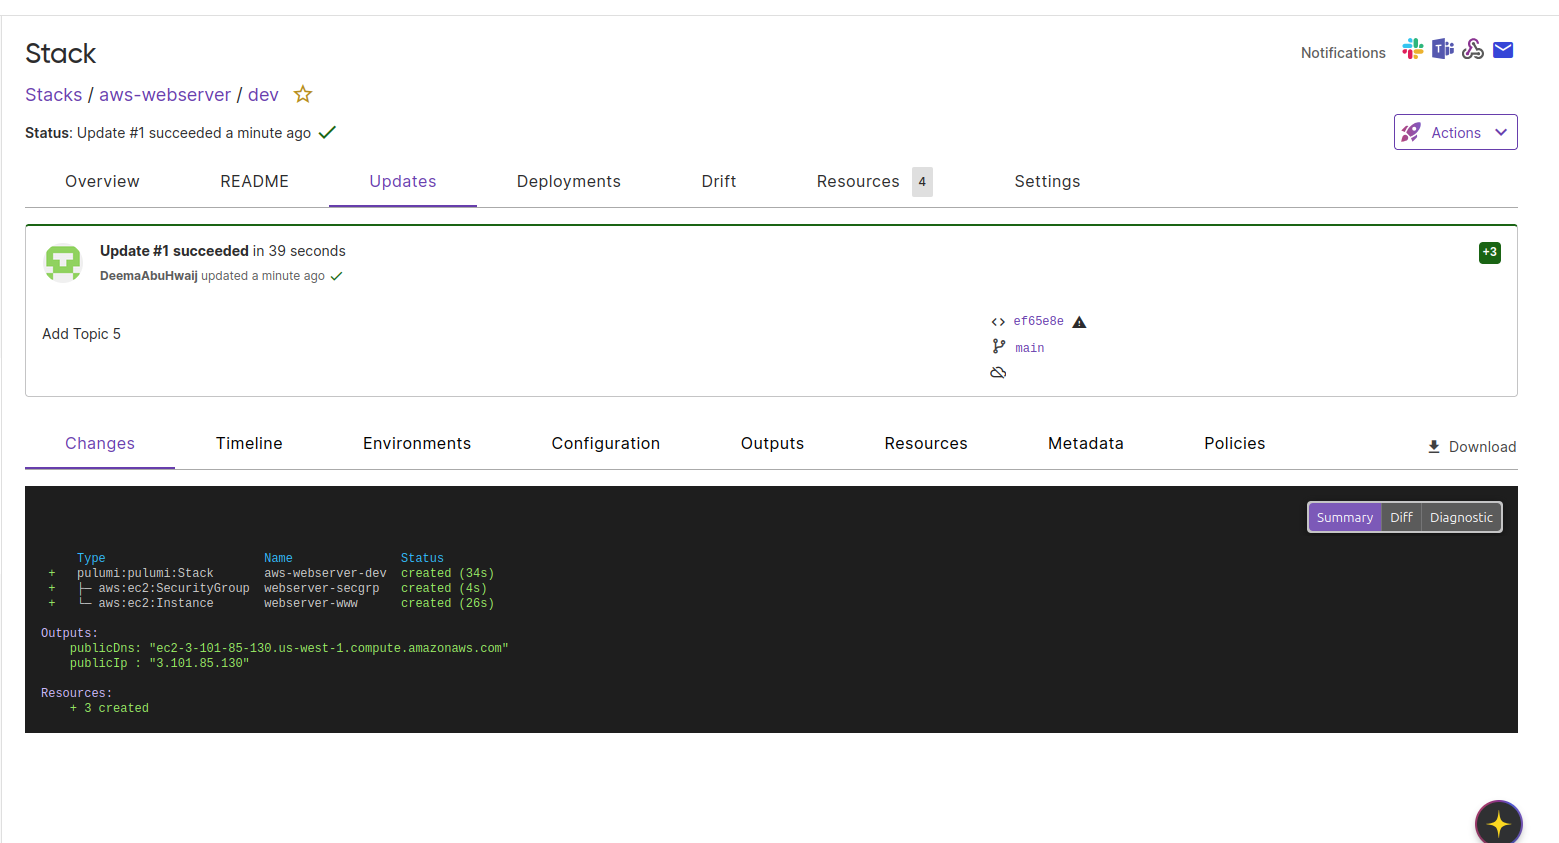 Stack
Notifications
Stacks / aws-webserver / dev
Status: Update #1 succeeded a minute ago
Actions
Overview README Updates Deployments Drift Resources 4 Settings
Update #1 succeeded in 39 seconds
+3
DeemaAbuHwaij updated a minute ago
Add Topic 5
ef65e8e
main
Changes Timeline Environments Configuration Outputs Resources Metadata Policies Download
Summary Diff Diagnostic
Type Name Status
+ pulumi:pulumi:Stack aws-webserver-dev created (34s)
+ ├─ aws:ec2:SecurityGroup webserver-secgrp created (4s)
+ └─ aws:ec2:Instance webserver-www created (26s)
Outputs:
publicDns: "ec2-3-101-85-130.us-west-1.compute.amazonaws.com"
publicIp : "3.101.85.130"
Resources:
+ 3 created